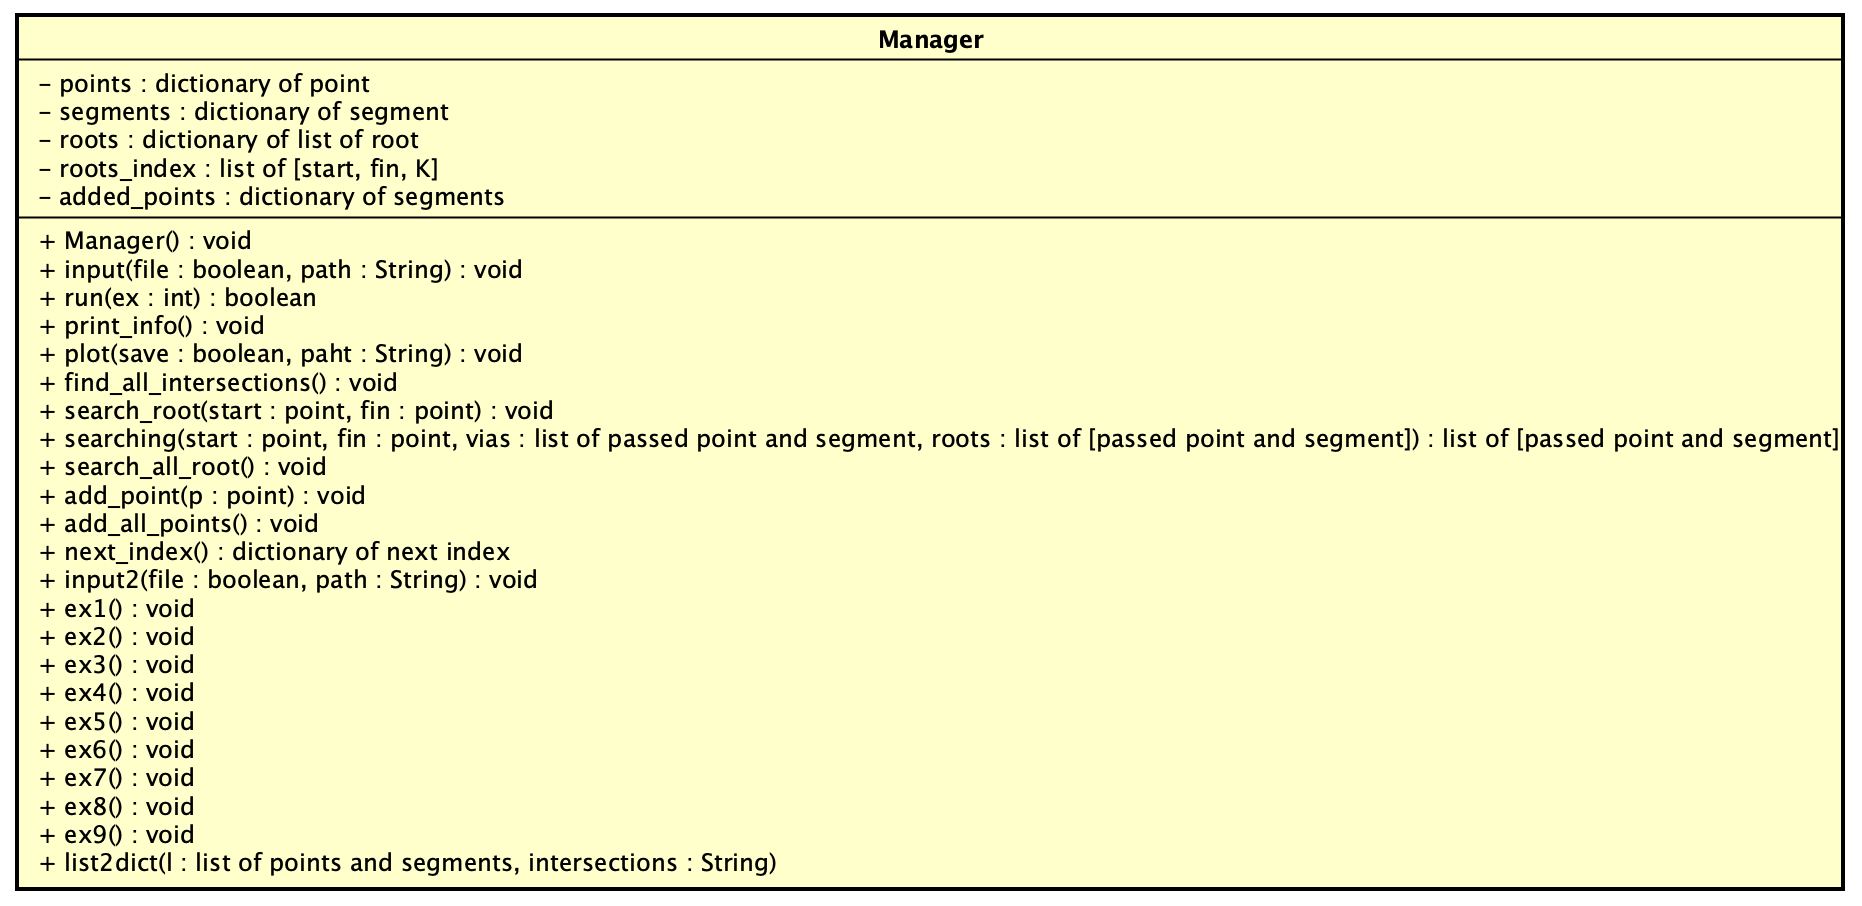 Manager
– points : dictionary of point
– segments : dictionary of segment
– roots : dictionary of list of root
– roots_index : list of [start, fin, K]
– added_points : dictionary of segments
+ Manager() : void
+ input(file : boolean, path : String) : void
+ run(ex : int) : boolean
+ print_info() : void
+ plot(save : boolean, paht : String) : void
+ find_all_intersections() : void
+ search_root(start : point, fin : point) : void
+ searching(start : point, fin : point, vias : list of passed point and segment, roots : list of [passed point and segment]) : list of [passed point and segment]
+ search_all_root() : void
+ add_point(p : point) : void
+ add_all_points() : void
+ next_index() : dictionary of next index
+ input2(file : boolean, path : String) : void
+ ex1() : void
+ ex2() : void
+ ex3() : void
+ ex4() : void
+ ex5() : void
+ ex6() : void
+ ex7() : void
+ ex8() : void
+ ex9() : void
+ list2dict(l : list of points and segments, intersections : String)